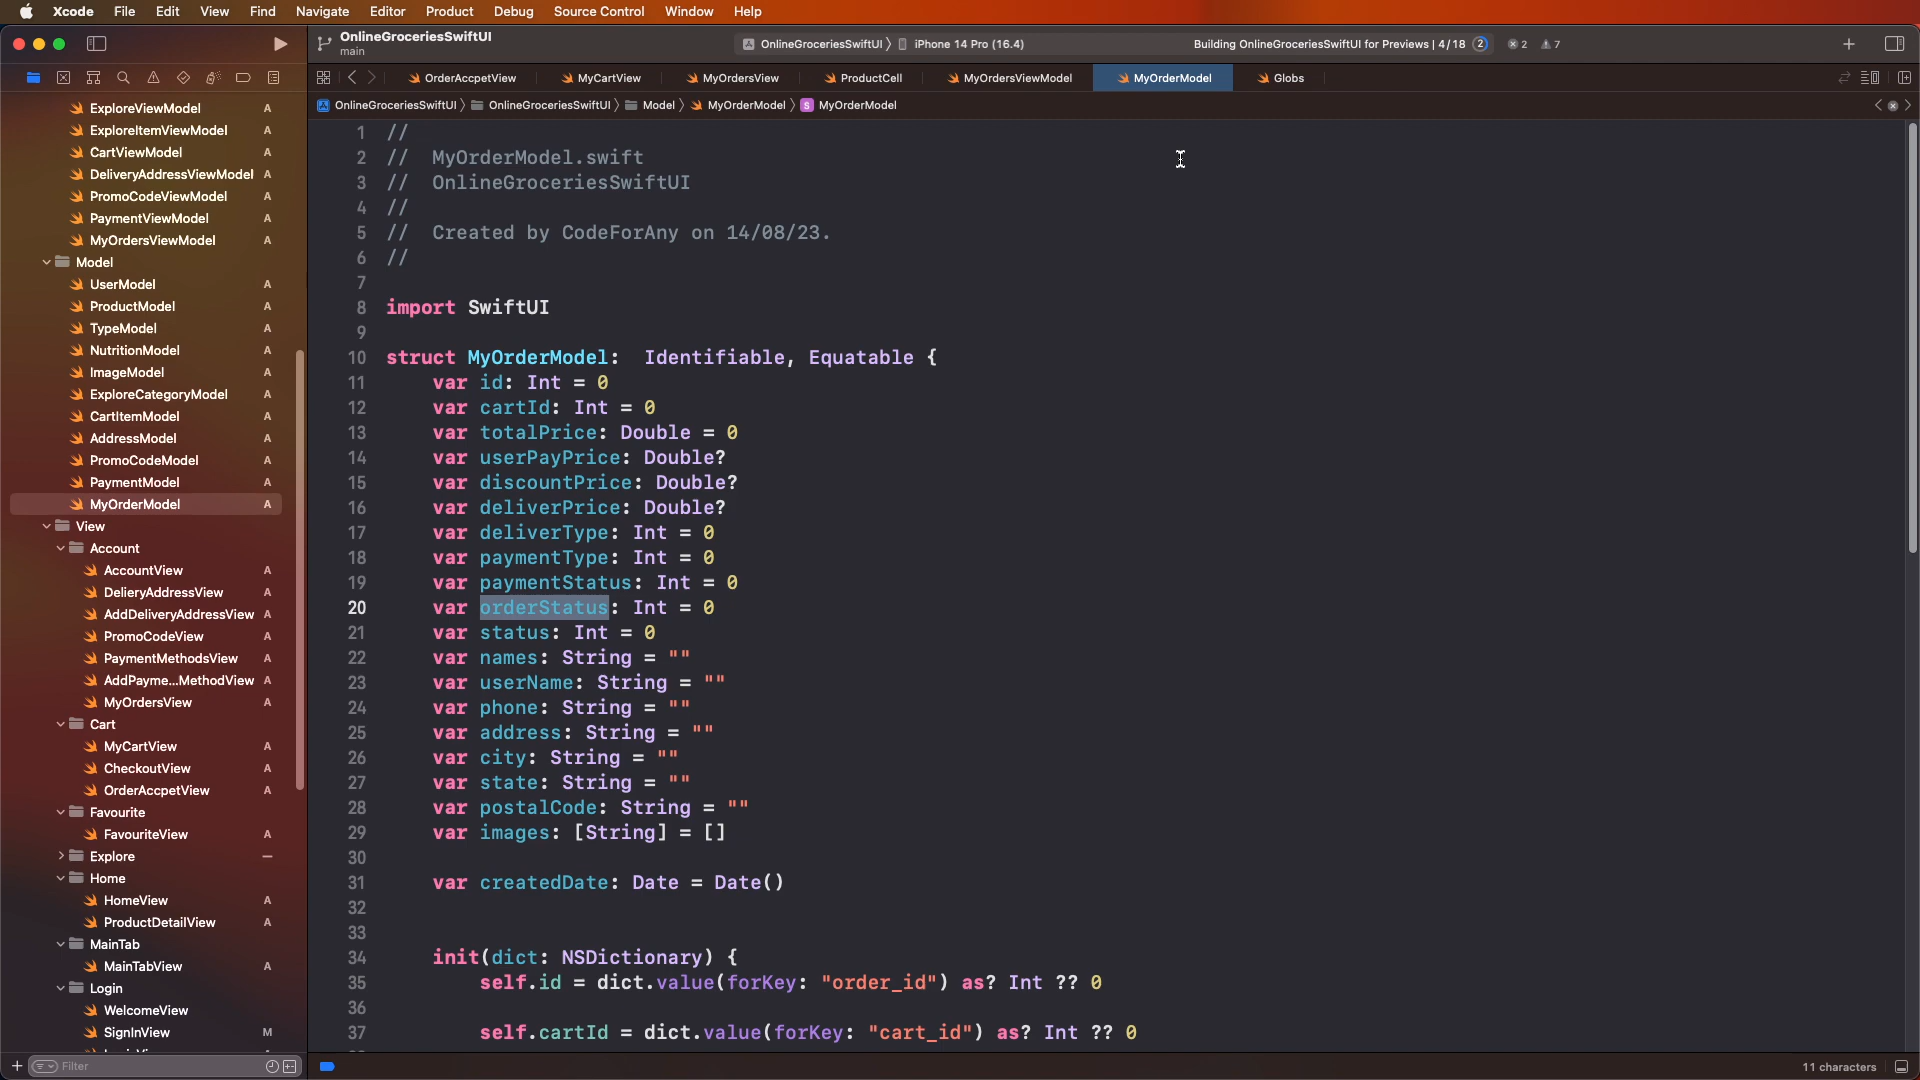 Xcode File Edit View Find Navigate Editor Product Debug Source Control Window Help
OnlineGroceriesSwiftUI
main
OnlineGroceriesSwiftUI iPhone 14 Pro (16.4)
Building OnlineGroceriesSwiftUI for Previews | 4/18 2 2 7
OrderAccpetView MyCartView MyOrdersView ProductCell MyOrdersViewModel MyOrderModel Globs
OnlineGroceriesSwiftUI OnlineGroceriesSwiftUI Model MyOrderModel S MyOrderModel
ExploreViewModel A
ExploreItemViewModel A
CartViewModel A
DeliveryAddressViewModel A
PromoCodeViewModel A
PaymentViewModel A
MyOrdersViewModel A
Model
UserModel A
ProductModel A
TypeModel A
NutritionModel A
ImageModel A
ExploreCategoryModel A
CartItemModel A
AddressModel A
PromoCodeModel A
PaymentModel A
MyOrderModel A
View
Account
AccountView A
DelieryAddressView A
AddDeliveryAddressView A
PromoCodeView A
PaymentMethodsView A
AddPayme...MethodView A
MyOrdersView A
Cart
MyCartView A
CheckoutView A
OrderAccpetView A
Favourite
FavouriteView A
Explore
Home
HomeView A
ProductDetailView A
MainTab
MainTabView A
Login
WelcomeView
SignInView M
Filter
1 //
2 //  MyOrderModel.swift
3 //  OnlineGroceriesSwiftUI
4 //
5 //  Created by CodeForAny on 14/08/23.
6 //
7
8 import SwiftUI
9
10 struct MyOrderModel:  Identifiable, Equatable {
11     var id: Int = 0
12     var cartId: Int = 0
13     var totalPrice: Double = 0
14     var userPayPrice: Double?
15     var discountPrice: Double?
16     var deliverPrice: Double?
17     var deliverType: Int = 0
18     var paymentType: Int = 0
19     var paymentStatus: Int = 0
20     var orderStatus: Int = 0
21     var status: Int = 0
22     var names: String = ""
23     var userName: String = ""
24     var phone: String = ""
25     var address: String = ""
26     var city: String = ""
27     var state: String = ""
28     var postalCode: String = ""
29     var images: [String] = []
30
31     var createdDate: Date = Date()
32
33
34     init(dict: NSDictionary) {
35         self.id = dict.value(forKey: "order_id") as? Int ?? 0
36
37         self.cartId = dict.value(forKey: "cart_id") as? Int ?? 0
11 characters